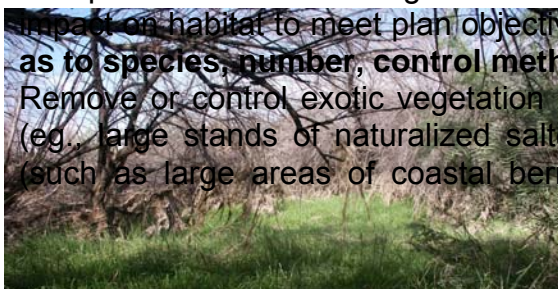 impact on habitat to meet plan objecti
as to species, number, control meth
Remove or control exotic vegetation
(eg., large stands of naturalized salt
(such as large areas of coastal ber